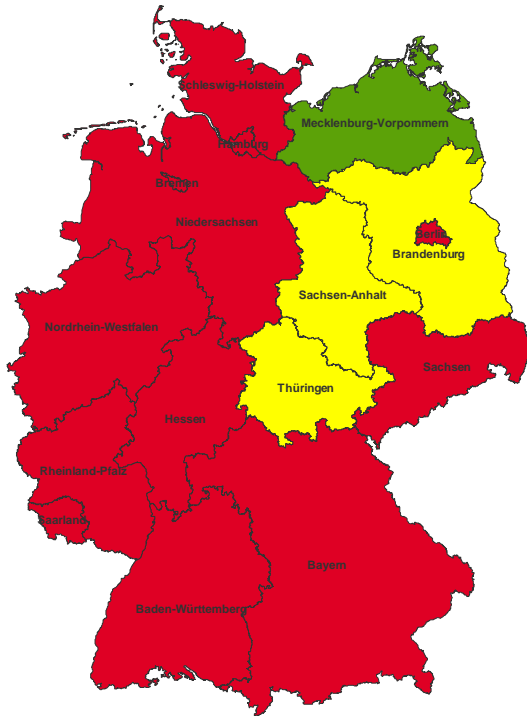 Schleswig-Holstein
Mecklenburg-Vorpommern
Hamburg
Bremen
Niedersachsen
Berlin
Brandenburg
Sachsen-Anhalt
Nordrhein-Westfalen
Sachsen
Thüringen
Hessen
Rheinland-Pfalz
Saarland
Bayern
Baden-Württemberg